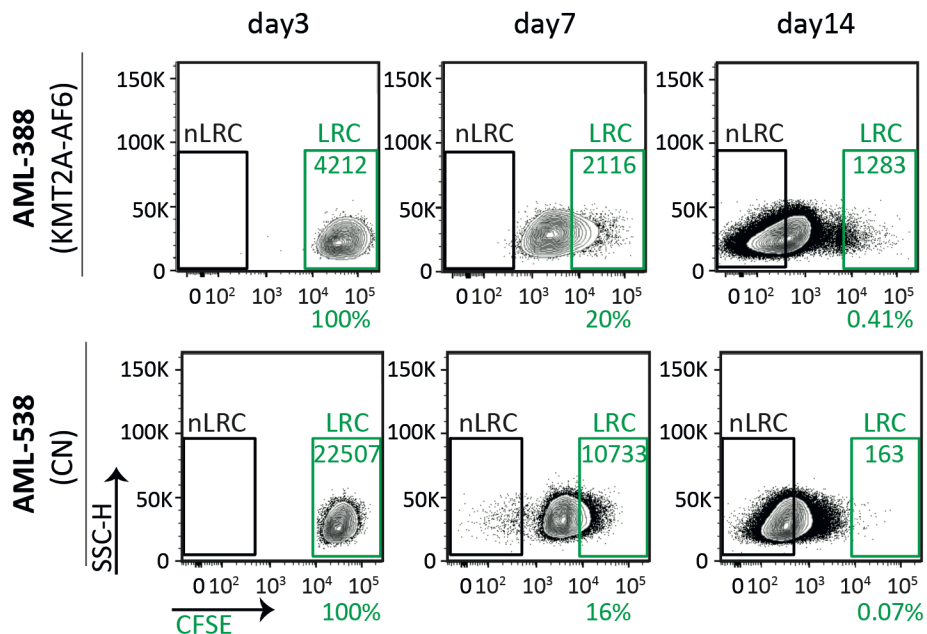 day3 day7 day14
AML-388
(KMT2A-AF6)
150K 150K 150K
nLRC LRC nLRC LRC nLRC LRC
100K 100K 100K
4212 2116 1283
50K 50K 50K
0 0 0
0 10² 10³ 10⁴ 10⁵ 0 10² 10³ 10⁴ 10⁵ 0 10² 10³ 10⁴ 10⁵
100% 20% 0.41%
AML-538
(CN)
150K 150K 150K
nLRC LRC nLRC LRC nLRC LRC
100K 100K 100K
22507 10733 163
50K 50K 50K
SSC-H
0 0 0
0 10² 10³ 10⁴ 10⁵ 0 10² 10³ 10⁴ 10⁵ 0 10² 10³ 10⁴ 10⁵
100% 16% 0.07%
CFSE